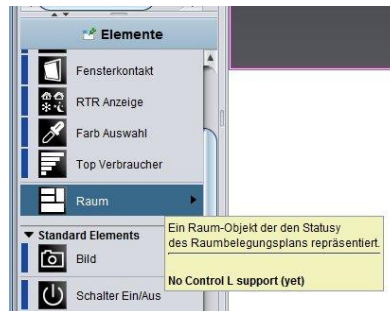 Elemente
Fensterkontakt
RTR Anzeige
Farb Auswahl
Top Verbraucher
Raum
Ein Raum-Objekt der den Statusy
des Raumbelegungsplans repräsentiert.
Standard Elements
Bild
No Control L support (yet)
Schalter Ein/Aus